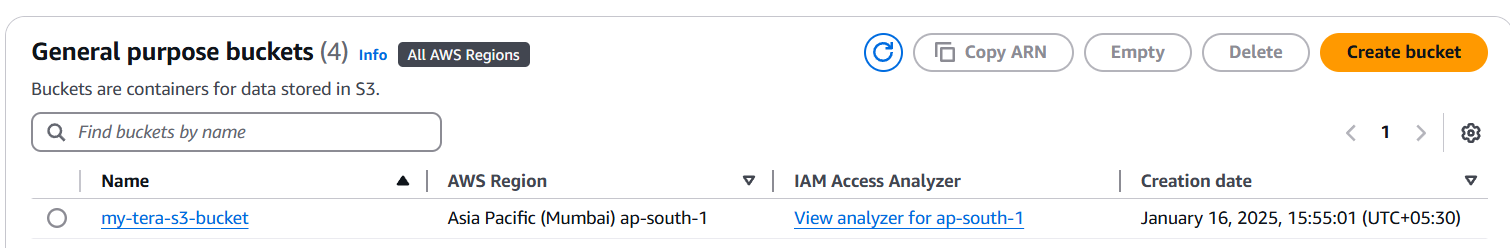 General purpose buckets (4) Info All AWS Regions Copy ARN Empty Delete Create bucket
Buckets are containers for data stored in S3.
Find buckets by name 1
Name AWS Region IAM Access Analyzer Creation date
my-tera-s3-bucket Asia Pacific (Mumbai) ap-south-1 View analyzer for ap-south-1 January 16, 2025, 15:55:01 (UTC+05:30)